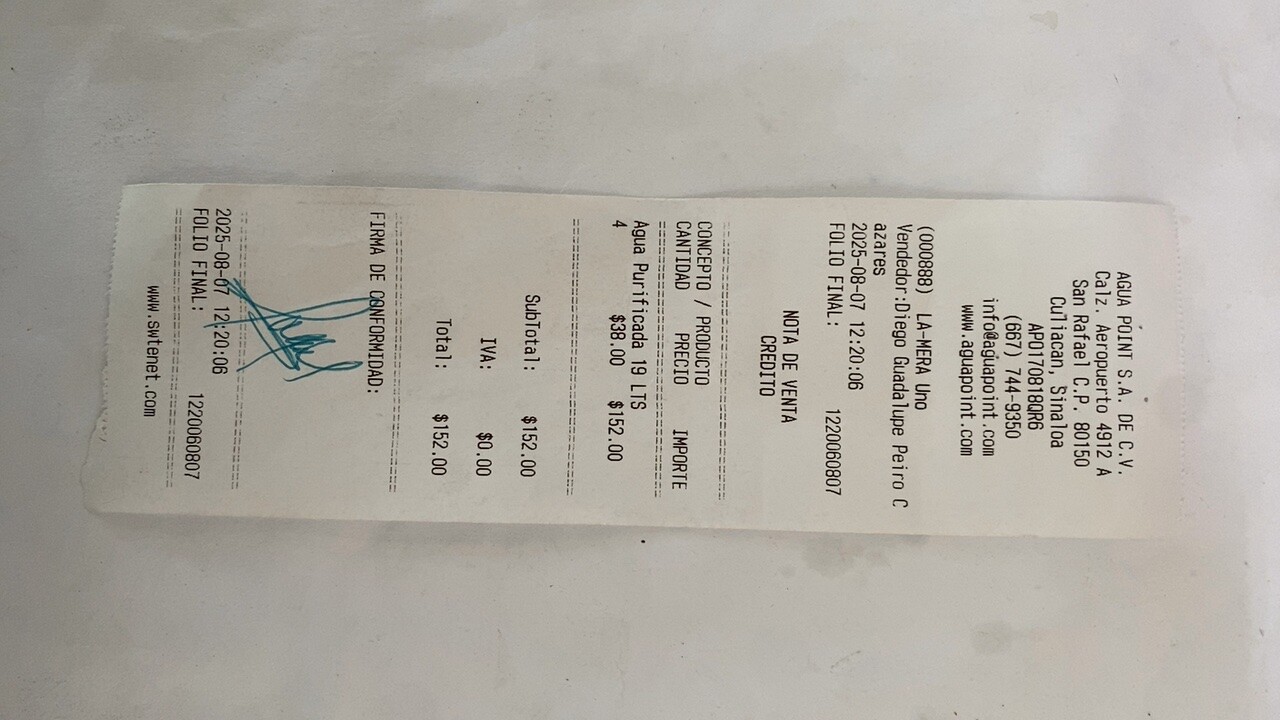 AGUA POINT S.A. DE C.V.
Calz. Aeropuerto 4912 A
San Rafael C.P. 80150
Culiacan, Sinaloa
APO170818QR6
(667) 744-9350
info@aguapoint.com
www.aguapoint.com
(000888) LA-MERA Uno
Vendedor:Diego Guadalupe Peiro C
azares
2025-08-07 12:20:06
FOLIO FINAL: 1220060807
NOTA DE VENTA
CREDITO
CONCEPTO / PRODUCTO
CANTIDAD PRECIO IMPORTE
Agua Purificada 19 LTS
4 $38.00 $152.00
SubTotal: $152.00
IVA: $0.00
Total: $152.00
FIRMA DE CONFORMIDAD:
2025-08-07 12:20:06
FOLIO FINAL: 1220060807
www.swtenet.com